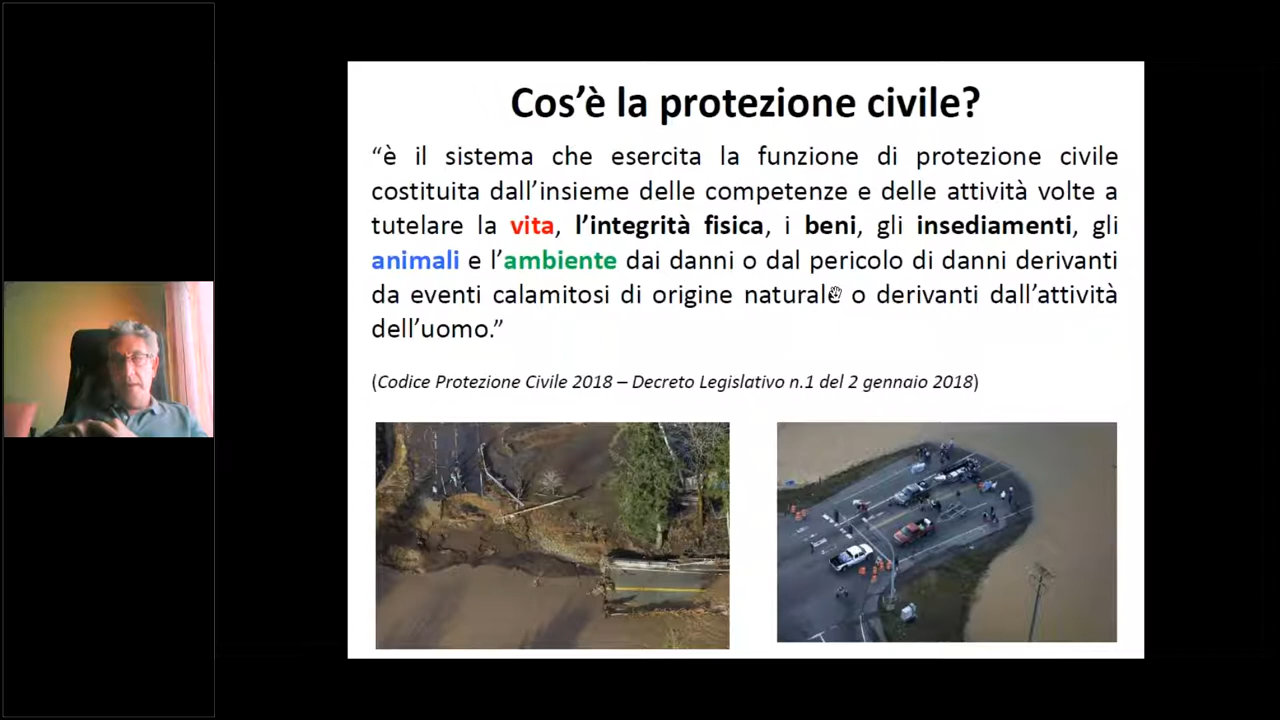 Cos’è la protezione civile?
“è il sistema che esercita la funzione di protezione civile
costituita dall’insieme delle competenze e delle attività volte a
tutelare la vita, l’integrità fisica, i beni, gli insediamenti, gli
animali e l’ambiente dai danni o dal pericolo di danni derivanti
da eventi calamitosi di origine naturale o derivanti dall’attività
dell’uomo.”
(Codice Protezione Civile 2018 – Decreto Legislativo n.1 del 2 gennaio 2018)